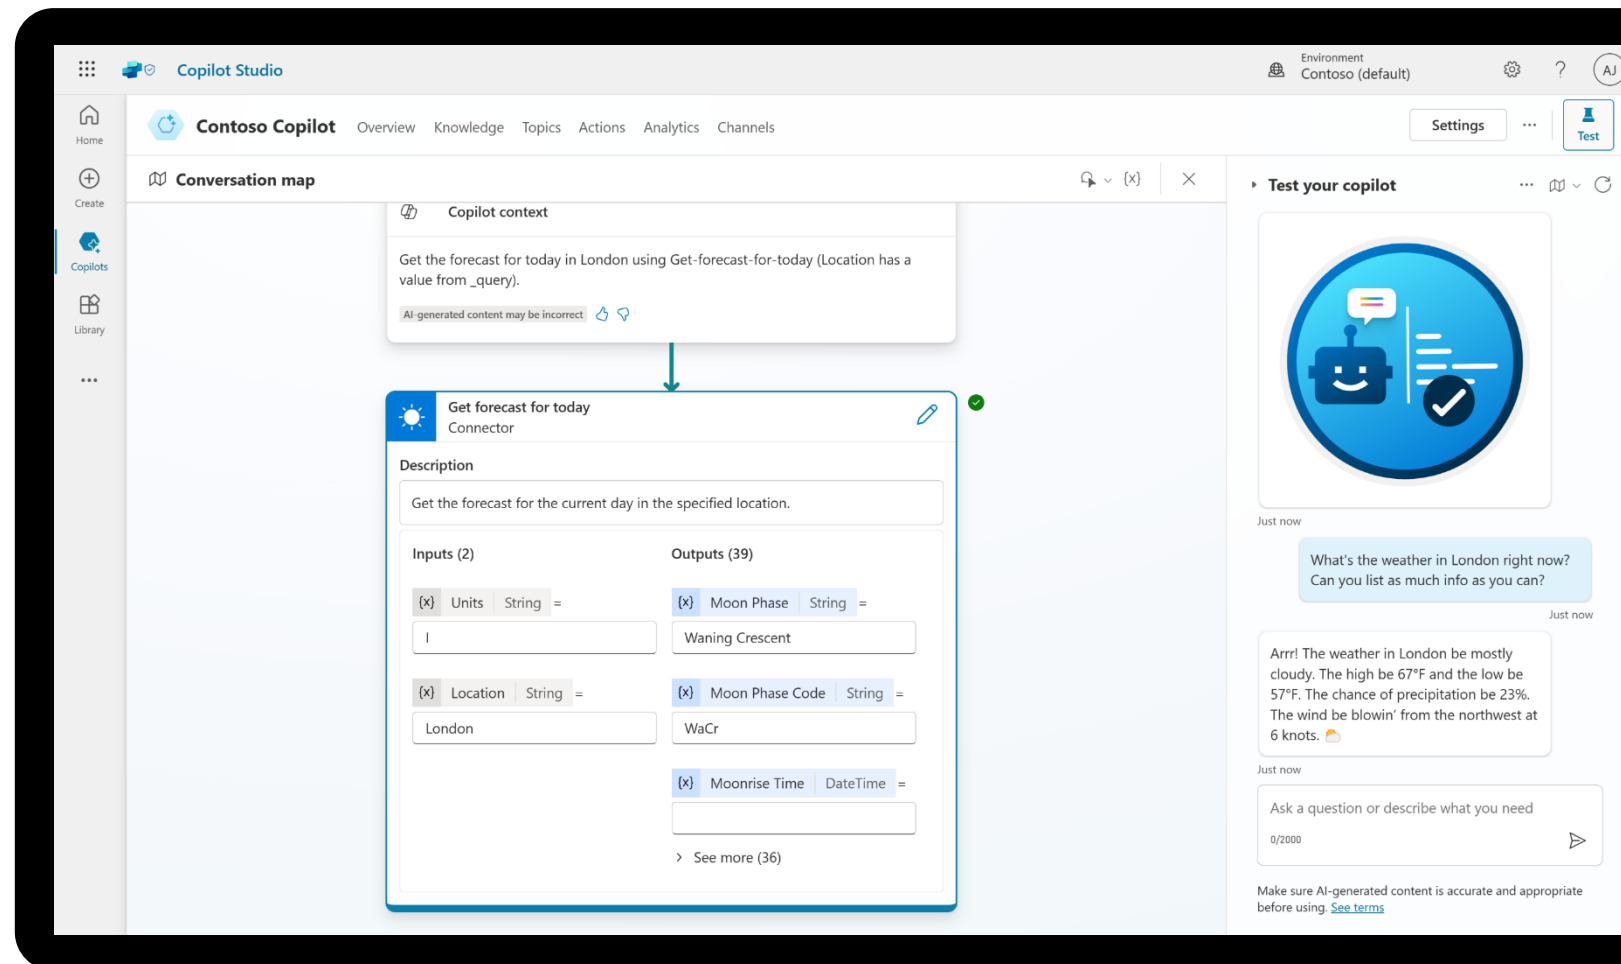 Copilot Studio
Environment
Contoso (default)
?
AJ
Home
Create
Copilots
Library
Contoso Copilot
Overview Knowledge Topics Actions Analytics Channels
Settings
Test
Conversation map
{x}
Copilot context
Get the forecast for today in London using Get-forecast-for-today (Location has a
value from _query).
AI-generated content may be incorrect
Get forecast for today
Connector
Description
Get the forecast for the current day in the specified location.
Inputs (2)
{x} Units String =
I
{x} Location String =
London
Outputs (39)
{x} Moon Phase String =
Waning Crescent
{x} Moon Phase Code String =
WaCr
{x} Moonrise Time DateTime =
See more (36)
Test your copilot
Just now
What's the weather in London right now?
Can you list as much info as you can?
Just now
Arrr! The weather in London be mostly
cloudy. The high be 67°F and the low be
57°F. The chance of precipitation be 23%.
The wind be blowin’ from the northwest at
6 knots.
Just now
Ask a question or describe what you need
0/2000
Make sure AI-generated content is accurate and appropriate
before using. See terms